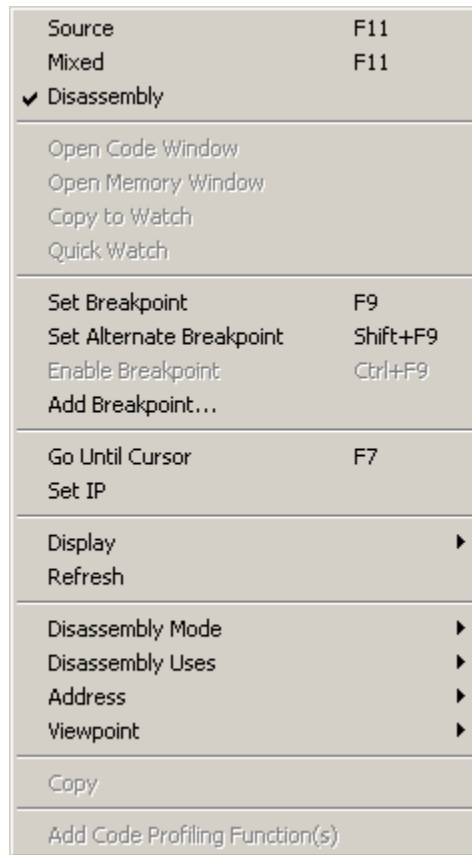 Source F11
Mixed F11
Disassembly
Open Code Window
Open Memory Window
Copy to Watch
Quick Watch
Set Breakpoint F9
Set Alternate Breakpoint Shift+F9
Enable Breakpoint Ctrl+F9
Add Breakpoint...
Go Until Cursor F7
Set IP
Display
Refresh
Disassembly Mode
Disassembly Uses
Address
Viewpoint
Copy
Add Code Profiling Function(s)